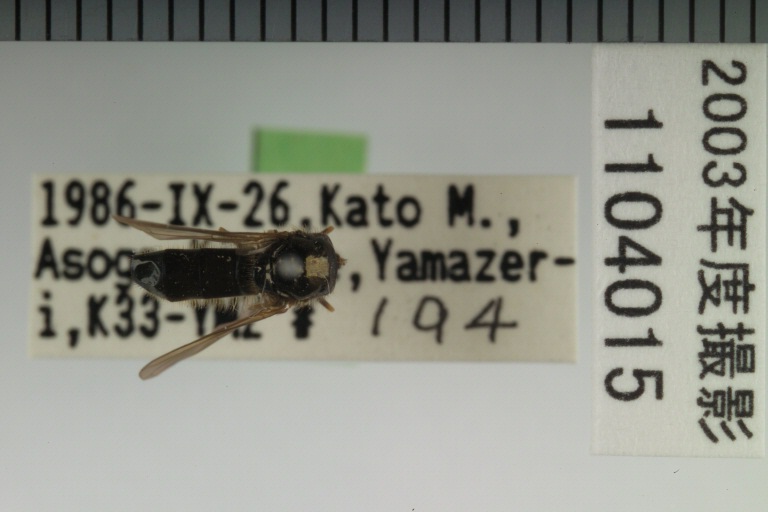 1986-IX-26, Kato M.,
, Yamazer-
i, K33- # 194
2003年度撮影
1104015